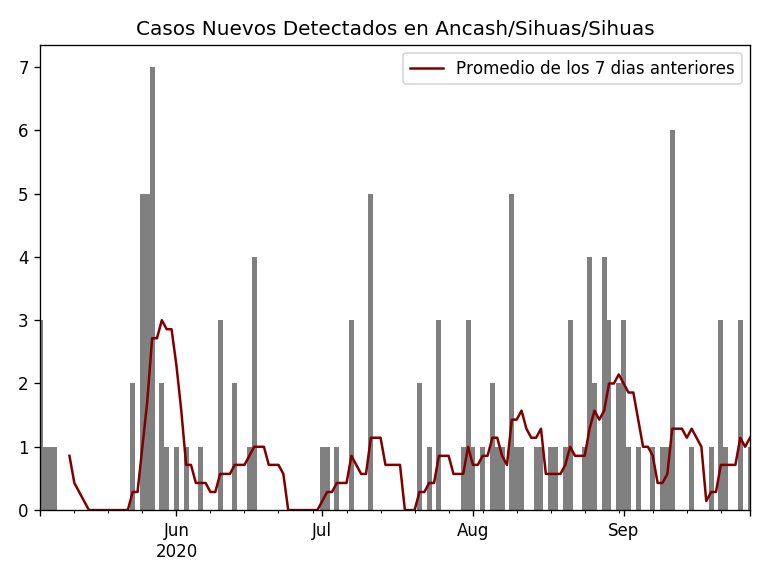 Casos Nuevos Detectados en Ancash/Sihuas/Sihuas
Promedio de los 7 dias anteriores
7
6
5
4
3
2
1
0
Jun
2020
Jul
Aug
Sep